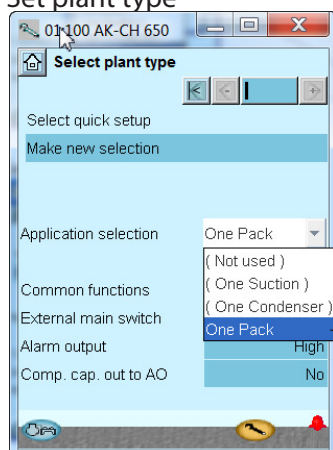 Set plant type
01:100 AK-CH 650
Select plant type
Select quick setup
Make new selection
Application selection One Pack
( Not used )
( One Suction )
Common functions ( One Condenser )
External main switch One Pack
Alarm output High
Comp. cap. out to AO No